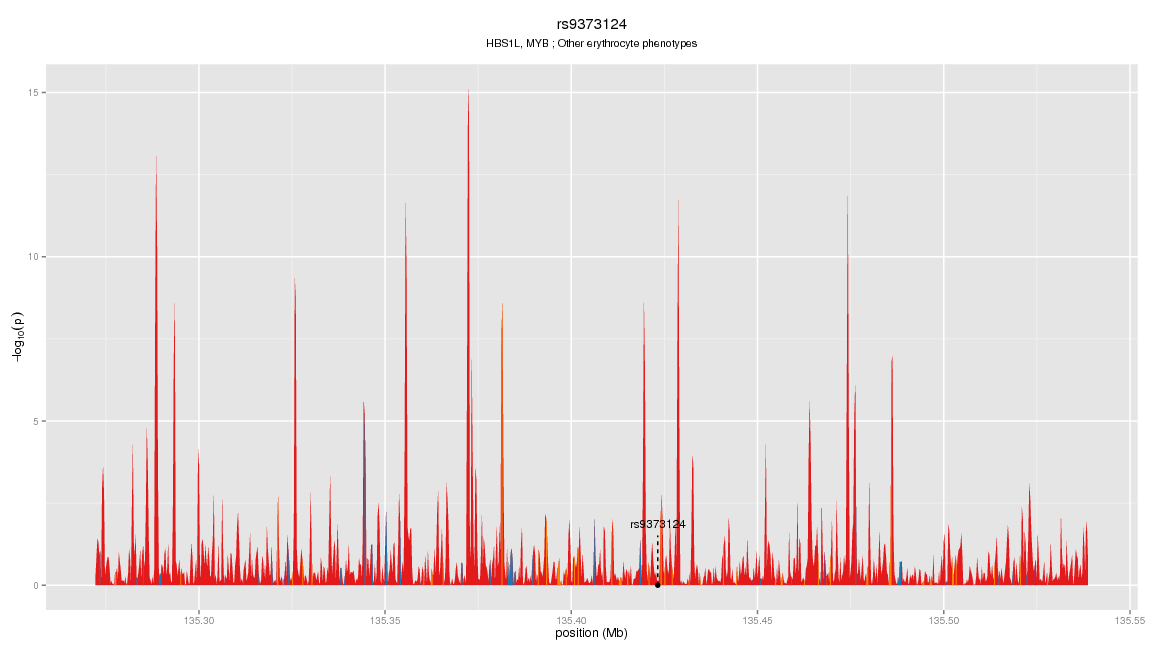 rs9373124
HBS1L, MYB ; Other erythrocyte phenotypes
15
10
5
0
−log10(p)
rs9373124
135.30 135.35 135.40 135.45 135.50 135.55
position (Mb)